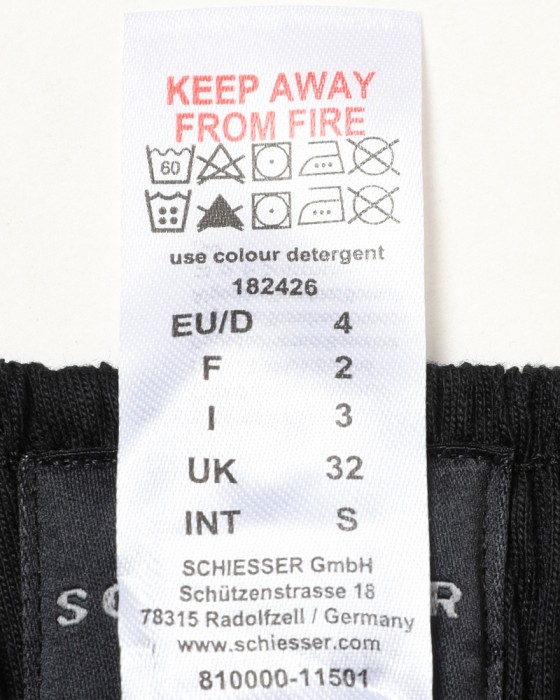 KEEP AWAY
FROM FIRE
60
use colour detergent
182426
EU/D 4
F 2
I 3
UK 32
INT S
SCHIESSER GmbH
Schützenstrasse 18
78315 Radolfzell / Germany
www.schiesser.com
810000-11501